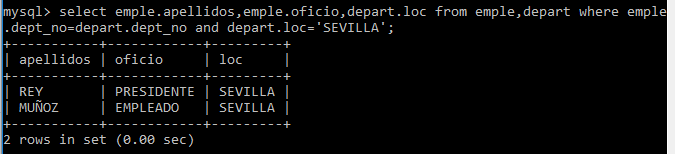 mysql> select emple.apellidos,emple.oficio,depart.loc from emple,depart where emple
.dept_no=depart.dept_no and depart.loc='SEVILLA';
+-----------+------------+---------+
| apellidos | oficio     | loc     |
+-----------+------------+---------+
| REY       | PRESIDENTE | SEVILLA |
| MUÑOZ     | EMPLEADO   | SEVILLA |
+-----------+------------+---------+
2 rows in set (0.00 sec)